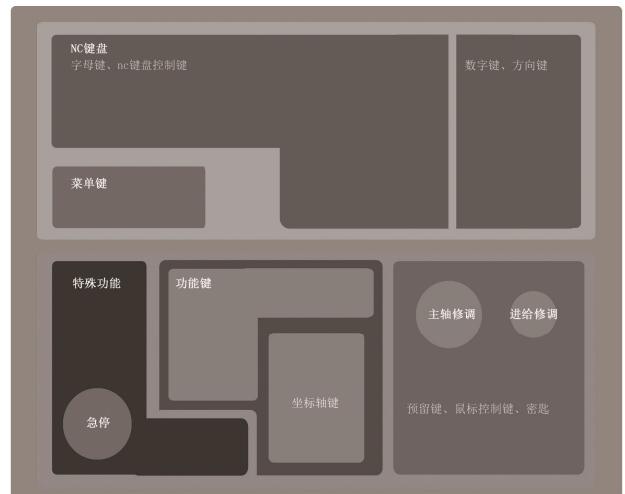 NC键盘
字母键、nc键盘控制键
数字键、方向键
菜单键
特殊功能
功能键
主轴修调
进给修调
坐标轴键
预留键、鼠标控制键、密匙
急停